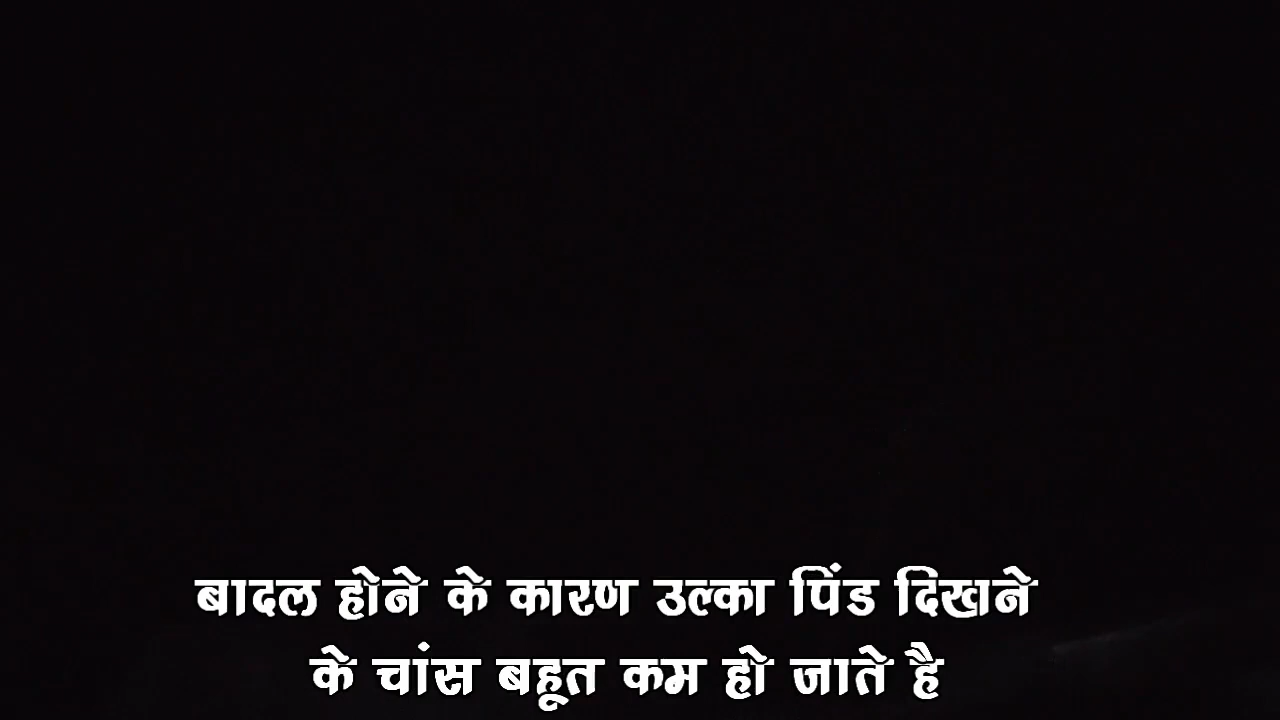 बादल होने के कारण उल्का पिंड दिखने
के चांस बहूत कम हो जाते है